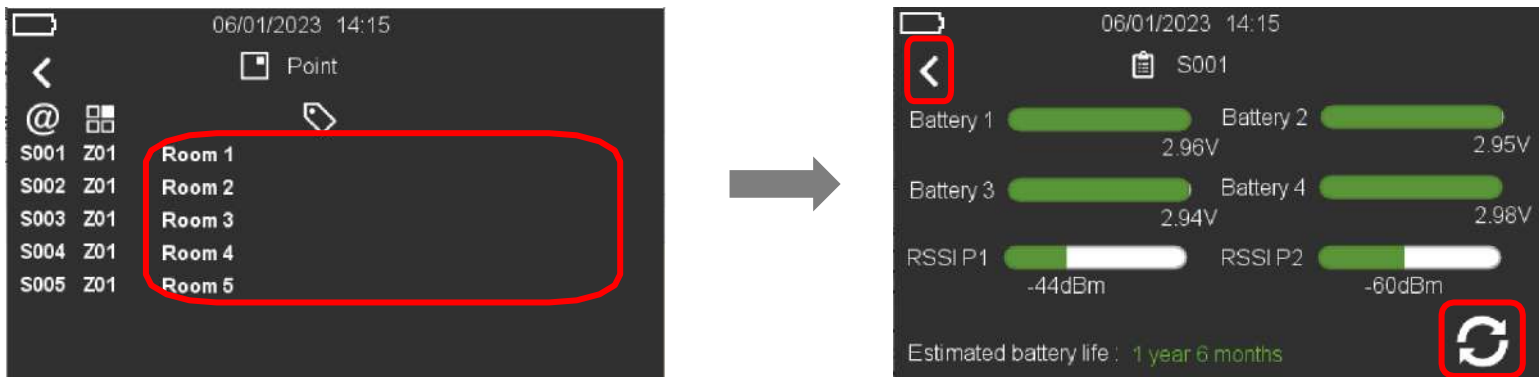 06/01/2023 14:15
Point
@
S001 Z01 Room 1
S002 Z01 Room 2
S003 Z01 Room 3
S004 Z01 Room 4
S005 Z01 Room 5
06/01/2023 14:15
S001
Battery 1 Battery 2
2.96V 2.95V
Battery 3 Battery 4
2.94V 2.98V
RSSI P1 RSSI P2
-44dBm -60dBm
Estimated battery life : 1 year 6 months